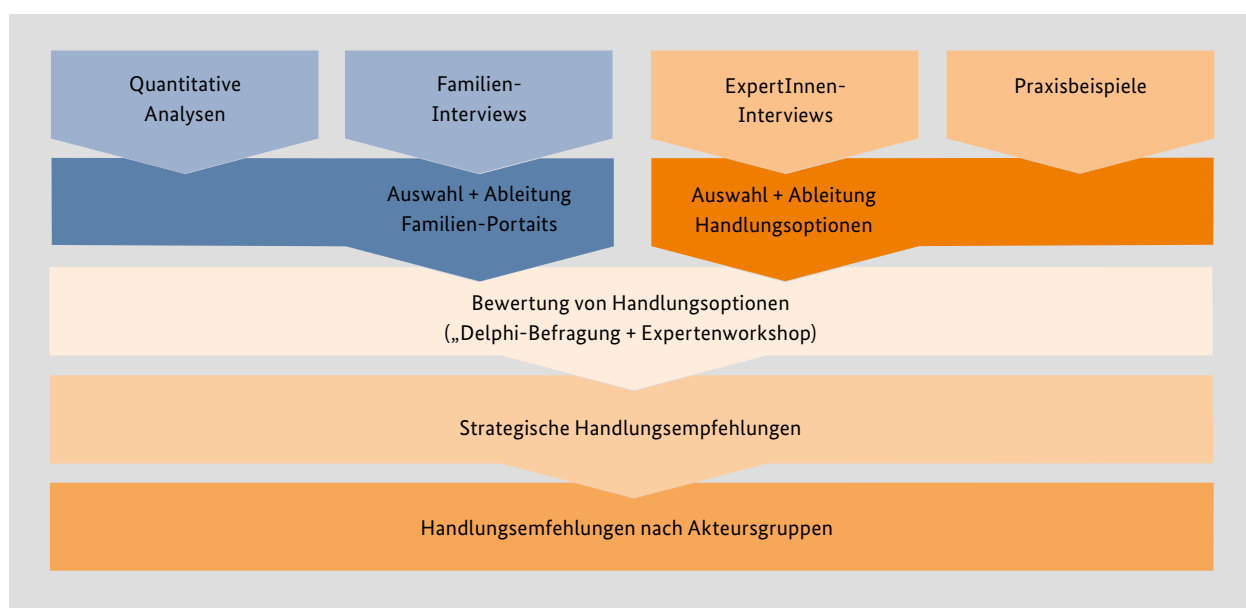 Quantitative
Analysen
Familien-
Interviews
ExpertInnen-
Interviews
Praxisbeispiele
Auswahl + Ableitung
Familien-Portaits
Auswahl + Ableitung
Handlungsoptionen
Bewertung von Handlungsoptionen
(„Delphi-Befragung + Expertenworkshop)
Strategische Handlungsempfehlungen
Handlungsemfehlungen nach Akteursgruppen